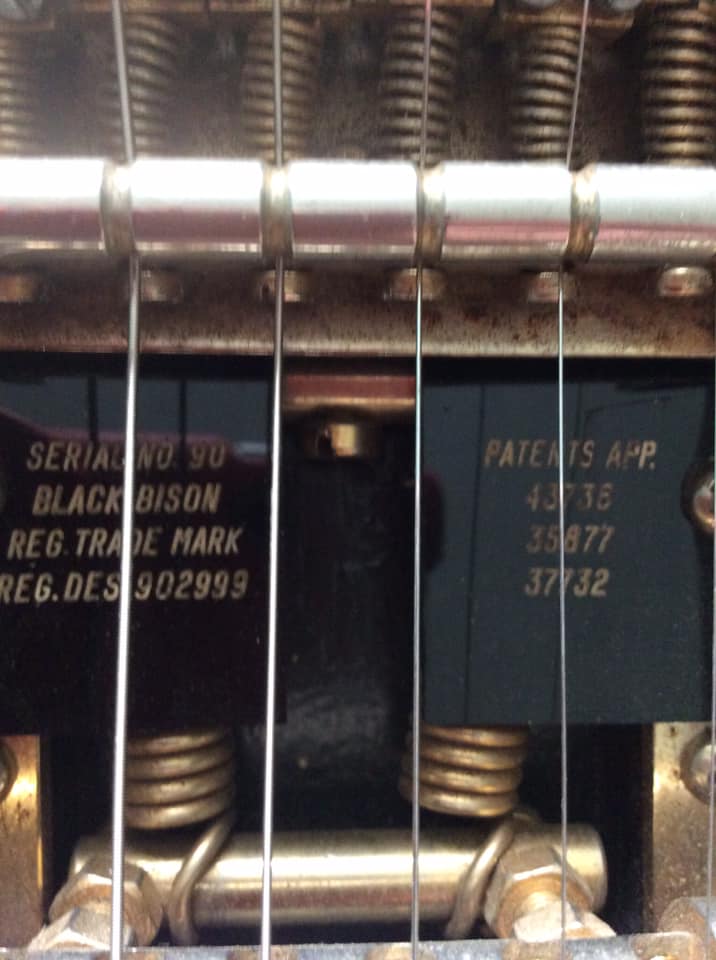 SERIAL NO. 90
BLACK BISON
REG. TRADE MARK
REG. DES. 902999
PATENTS APP.
43736
35877
37732